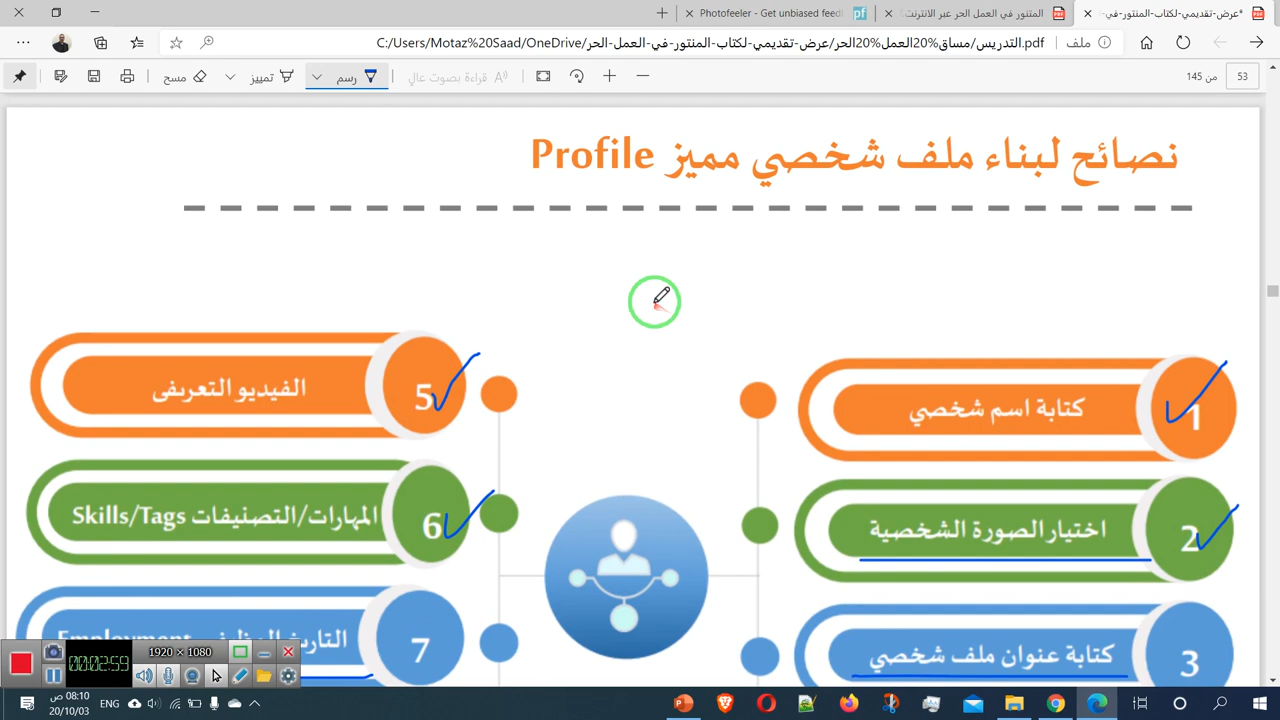 *عرض-تقديمي-لكتاب-المنثور-في-
المتنور في العمل الحر عبر الانترنت
Photofeeler - Get unbiased feed
C:/Users/Motaz%20Saad/OneDrive/التدريس/مساق%20العمل%20الحر/عرض-تقديمي-لكتاب-المنتور-في-العمل-الحر.pdf
ملف
53 من 145
قراءة بصوت عالٍ
رسم
تمييز
مسح
نصائح لبناء ملف شخصي مميز Profile
1 كتابة اسم شخصي
2 اختيار الصورة الشخصية
3 كتابة عنوان ملف شخصي
5 الفيديو التعريفي
6 المهارات/التصنيفات Skills/Tags
7 التاريخ الوظيفي Employment
00:02:59
1920 × 1080
ENG
08:10 ص
20/10/03